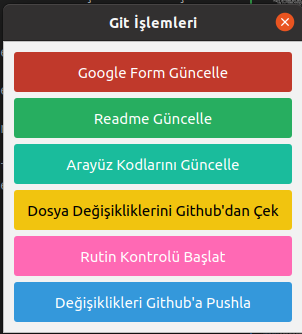 Git İşlemleri
Google Form Güncelle
Readme Güncelle
Arayüz Kodlarını Güncelle
Dosya Değişikliklerini Github'dan Çek
Rutin Kontrolü Başlat
Değişiklikleri Github'a Pushla